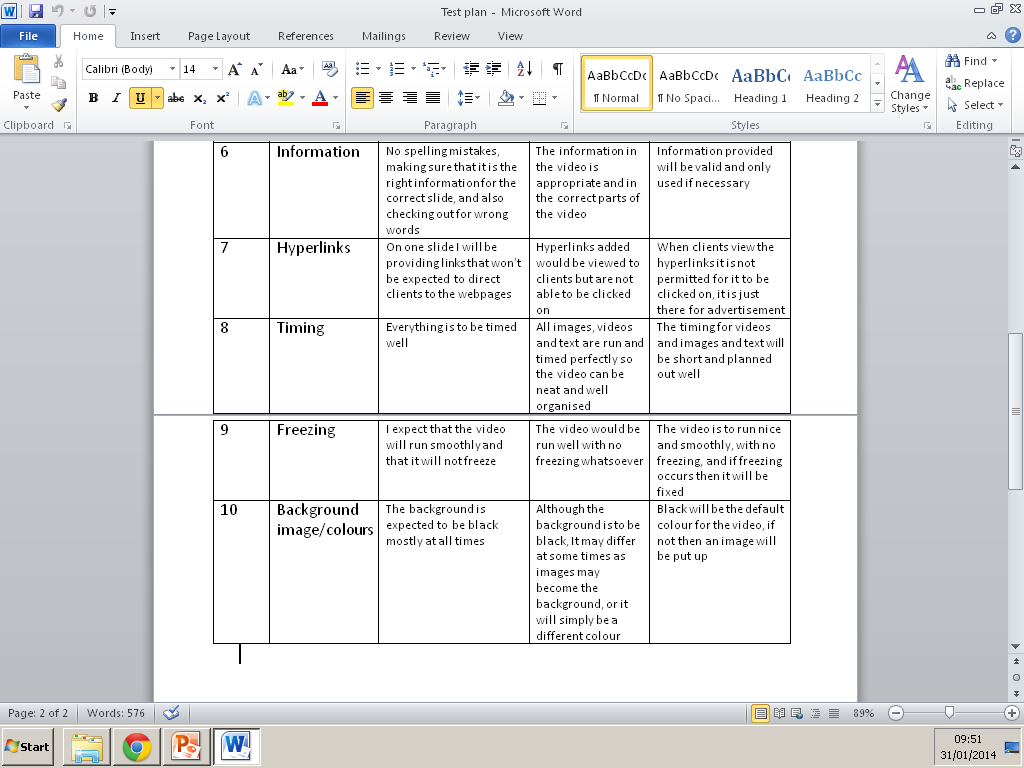 Test plan - Microsoft Word
File Home Insert Page Layout References Mailings Review View
Paste
Calibri (Body) 14
Clipboard Font Paragraph Styles Editing
AaBbCcDc AaBbCcDc AaBbC AaBbCc
¶ Normal ¶ No Spaci... Heading 1 Heading 2
Change
Styles
Find
Replace
Select
6 Information
No spelling mistakes,
making sure that it is the
right information for the
correct slide, and also
checking out for wrong
words
The information in
the video is
appropriate and in
the correct parts of
the video
Information provided
will be valid and only
used if necessary
7 Hyperlinks
On one slide I will be
providing links that won't
be expected to direct
clients to the webpages
Hyperlinks added
would be viewed to
clients but are not
able to be clicked
on
When clients view the
hyperlinks it is not
permitted for it to be
clicked on, it is just
there for advertisement
8 Timing
Everything is to be timed
well
All images, videos
and text are run and
timed perfectly so
the video can be
neat and well
organised
The timing for videos
and images and text will
be short and planned
out well
9 Freezing
I expect that the video
will run smoothly and
that it will not freeze
The video would be
run well with no
freezing whatsoever
The video is to run nice
and smoothly, with no
freezing, and if freezing
occurs then it will be
fixed
10 Background
image/colours
The background is
expected to be black
mostly at all times
Although the
background is to be
black, It may differ
at some times as
images may
become the
background, or it
will simply be a
different colour
Black will be the default
colour for the video, if
not then an image will
be put up
Page: 2 of 2 Words: 576 89%
Start
09:51
31/01/2014